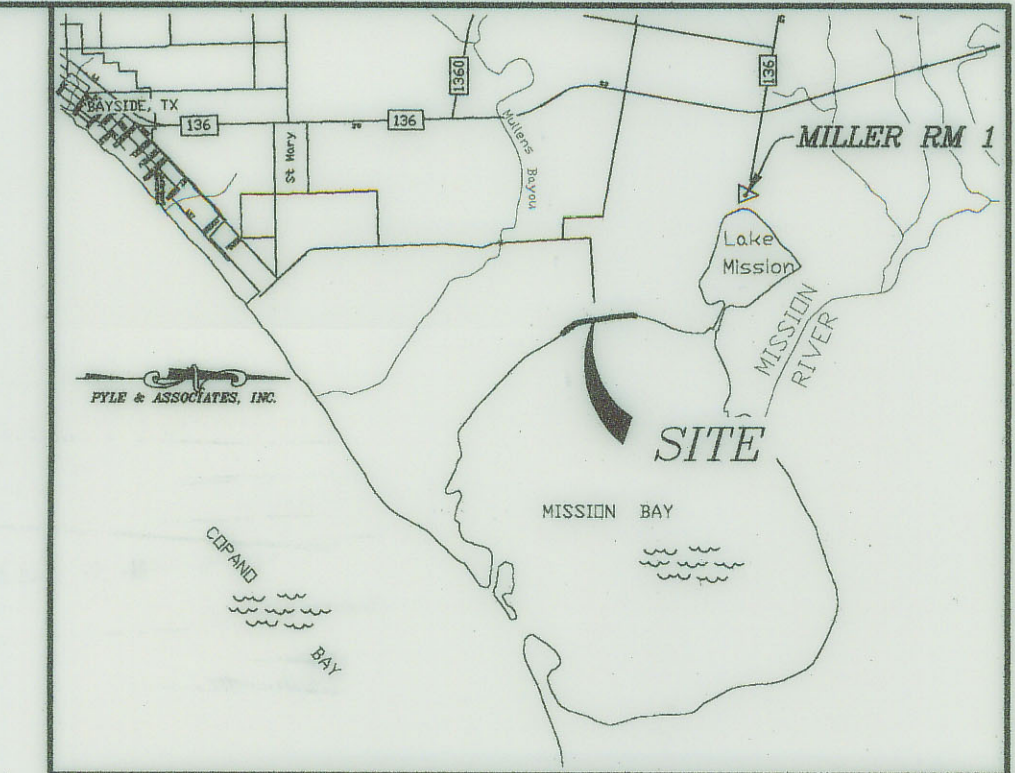 BAYSIDE, TX
136
136
1360
136
St Mary
Mullens Bayou
MILLER RM 1
Lake
Mission
MISSION
RIVER
PYLE & ASSOCIATES, INC.
SITE
MISSION BAY
COPANO
BAY